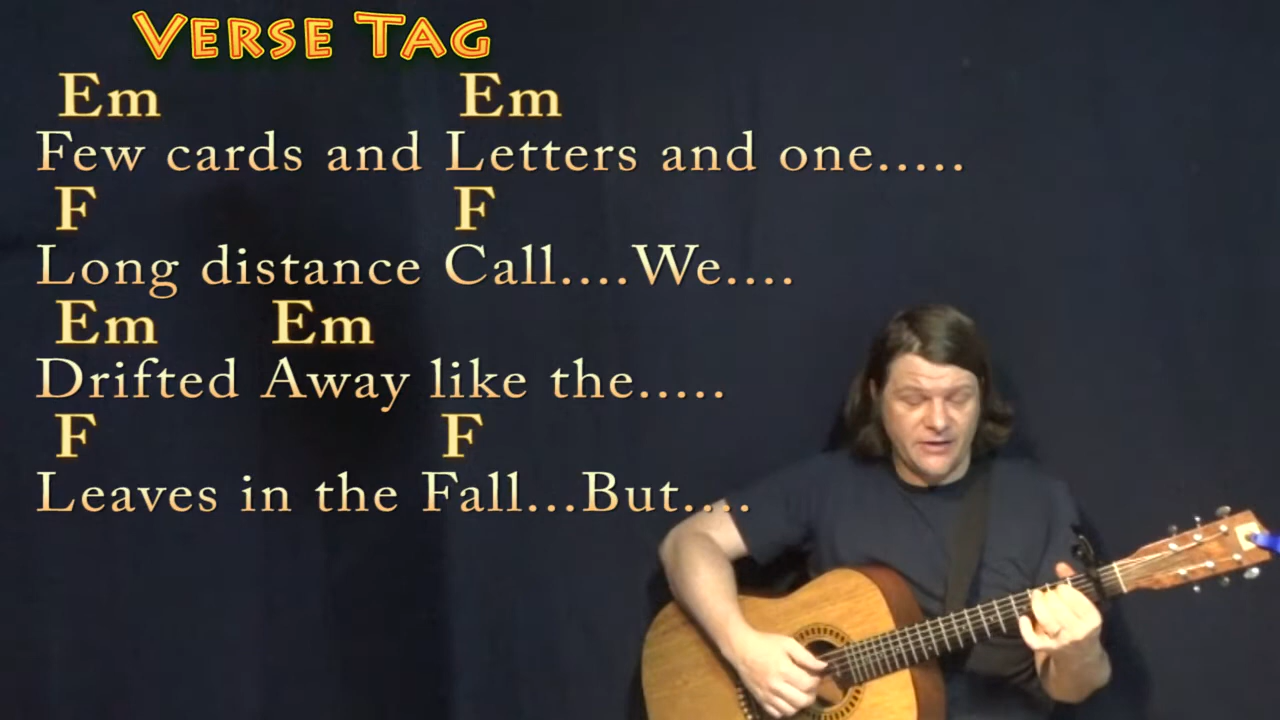 VERSE TAG
Em Em
Few cards and Letters and one.....
F F
Long distance Call....We....
Em Em
Drifted Away like the.....
F F
Leaves in the Fall...But....